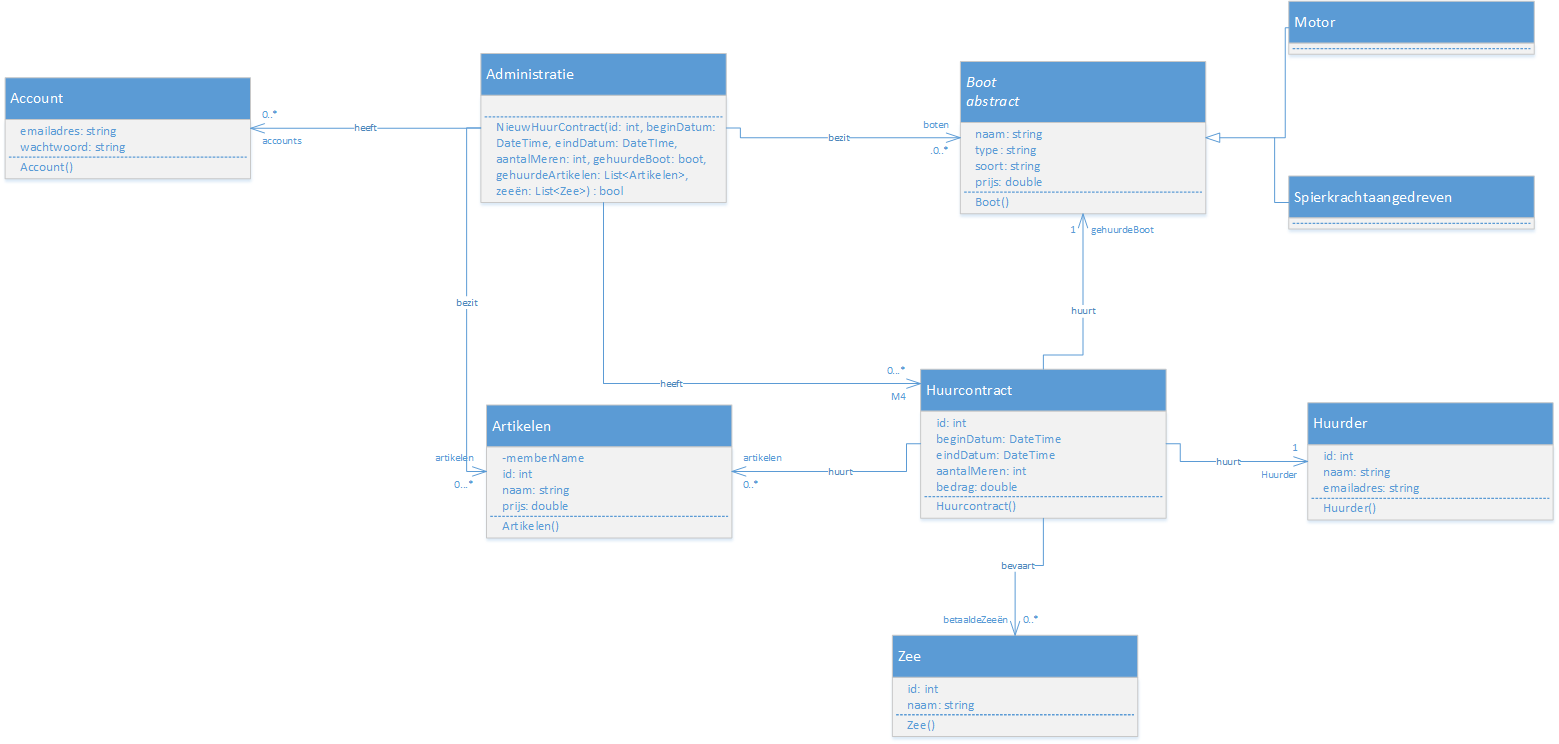 Motor
Administratie
NieuwHuurContract(id: int, beginDatum:
DateTime, eindDatum: DateTIme,
aantalMeren: int, gehuurdeBoot: boot,
gehuurdeArtikelen: List<Artikelen>,
zeeën: List<Zee>) : bool
Boot
abstract
naam: string
type: string
soort: string
prijs: double
Boot()
Account
emailadres: string
wachtwoord: string
Account()
0..*
heeft
accounts
bezit
boten
.0..*
Spierkrachtaangedreven
1
gehuurdeBoot
bezit
huurt
0...*
heeft
M4
Huurcontract
id: int
beginDatum: DateTime
eindDatum: DateTime
aantalMeren: int
bedrag: double
Huurcontract()
Artikelen
-memberName
id: int
naam: string
prijs: double
Artikelen()
artikelen
0...*
artikelen
huurt
0..*
Huurder
id: int
naam: string
emailadres: string
Huurder()
1
huurt
Huurder
bevaart
betaaldeZeeën
0..*
Zee
id: int
naam: string
Zee()